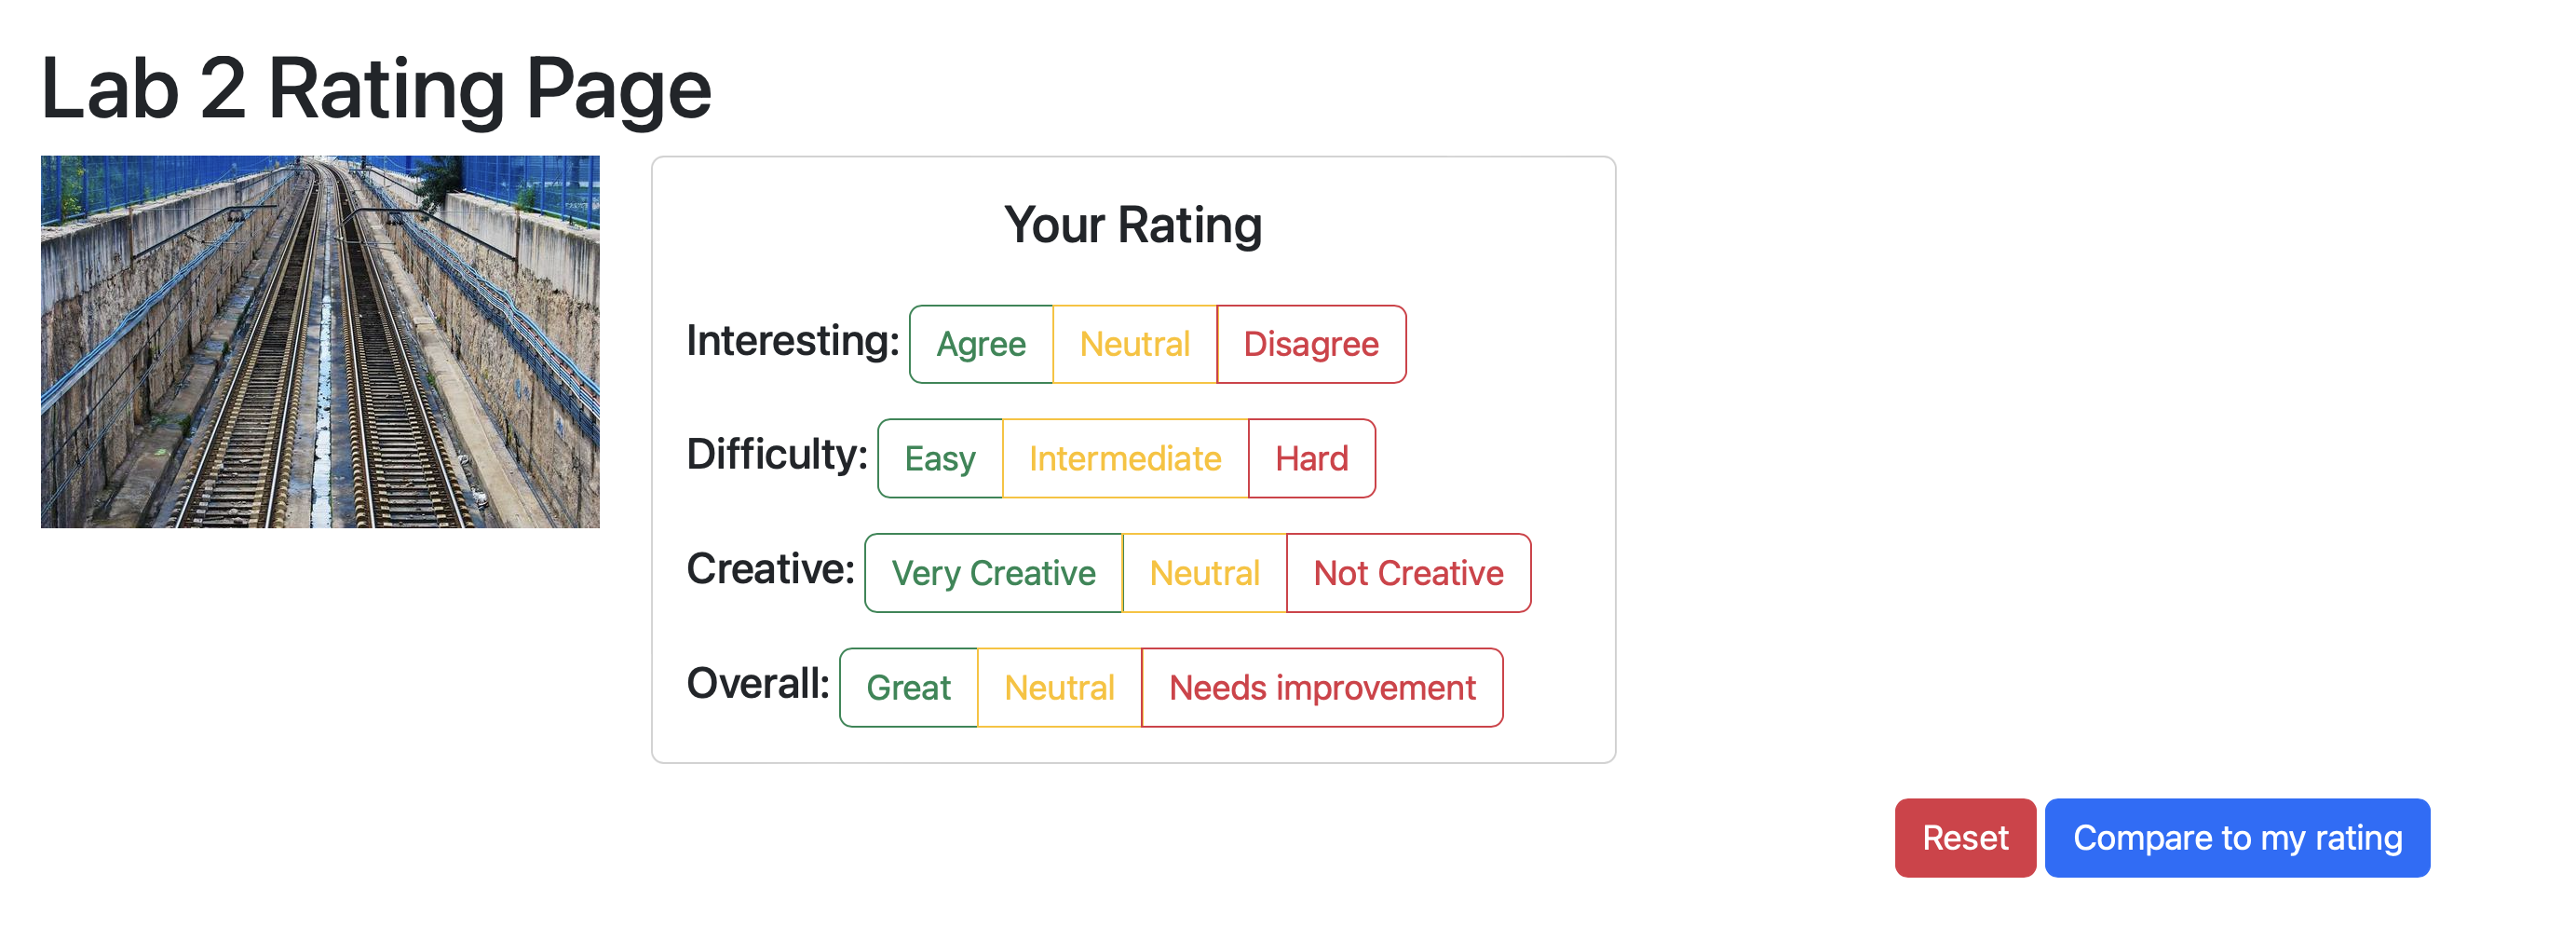 Lab 2 Rating Page
Your Rating
Interesting: Agree Neutral Disagree
Difficulty: Easy Intermediate Hard
Creative: Very Creative Neutral Not Creative
Overall: Great Neutral Needs improvement
Reset Compare to my rating